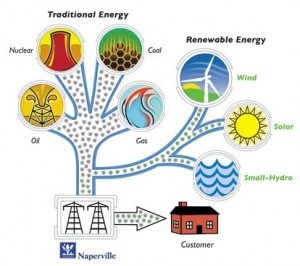 Traditional Energy
Nuclear
Coal
Renewable Energy
Wind
Oil
Gas
Solar
Small-Hydro
Naperville
Customer